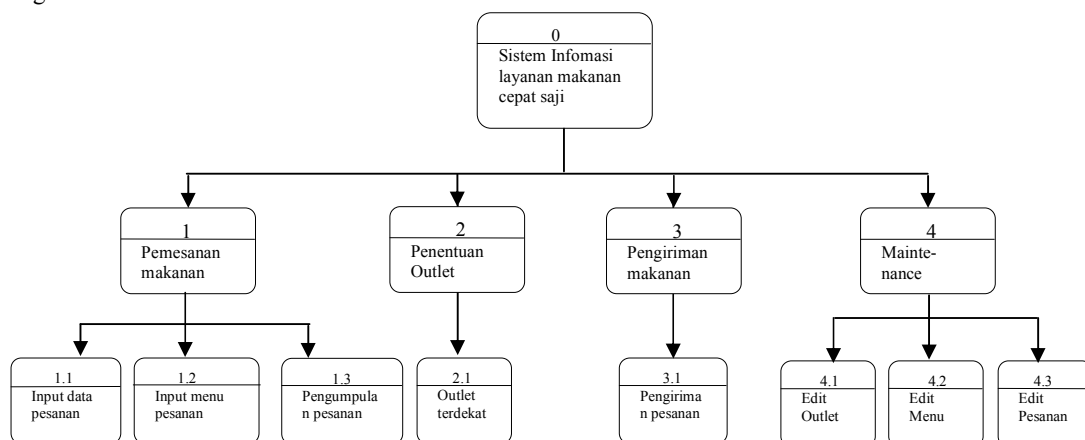 0
Sistem Infomasi
layanan makanan
cepat saji
1
Pemesanan
makanan
2
Penentuan
Outlet
3
Pengiriman
makanan
4
Mainte-
nance
1.1
Input data
pesanan
1.2
Input menu
pesanan
1.3
Pengumpula
n pesanan
2.1
Outlet
terdekat
3.1
Pengirima
n pesanan
4.1
Edit
Outlet
4.2
Edit
Menu
4.3
Edit
Pesanan